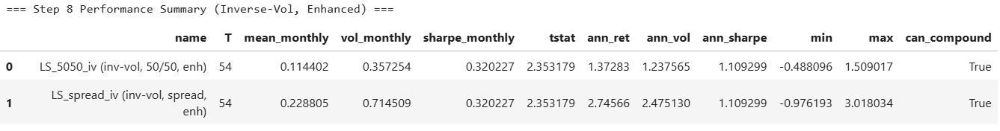 === Step 8 Performance Summary (Inverse-Vol, Enhanced) ===
name T mean_monthly vol_monthly sharpe_monthly tstat ann_ret ann_vol ann_sharpe min max can_compound
0 LS_5050_iv (inv-vol, 50/50, enh) 54 0.114402 0.357254 0.320227 2.353179 1.37283 1.237565 1.109299 -0.488096 1.509017 True
1 LS_spread_iv (inv-vol, spread, enh) 54 0.228805 0.714509 0.320227 2.353179 2.74566 2.475130 1.109299 -0.976193 3.018034 True